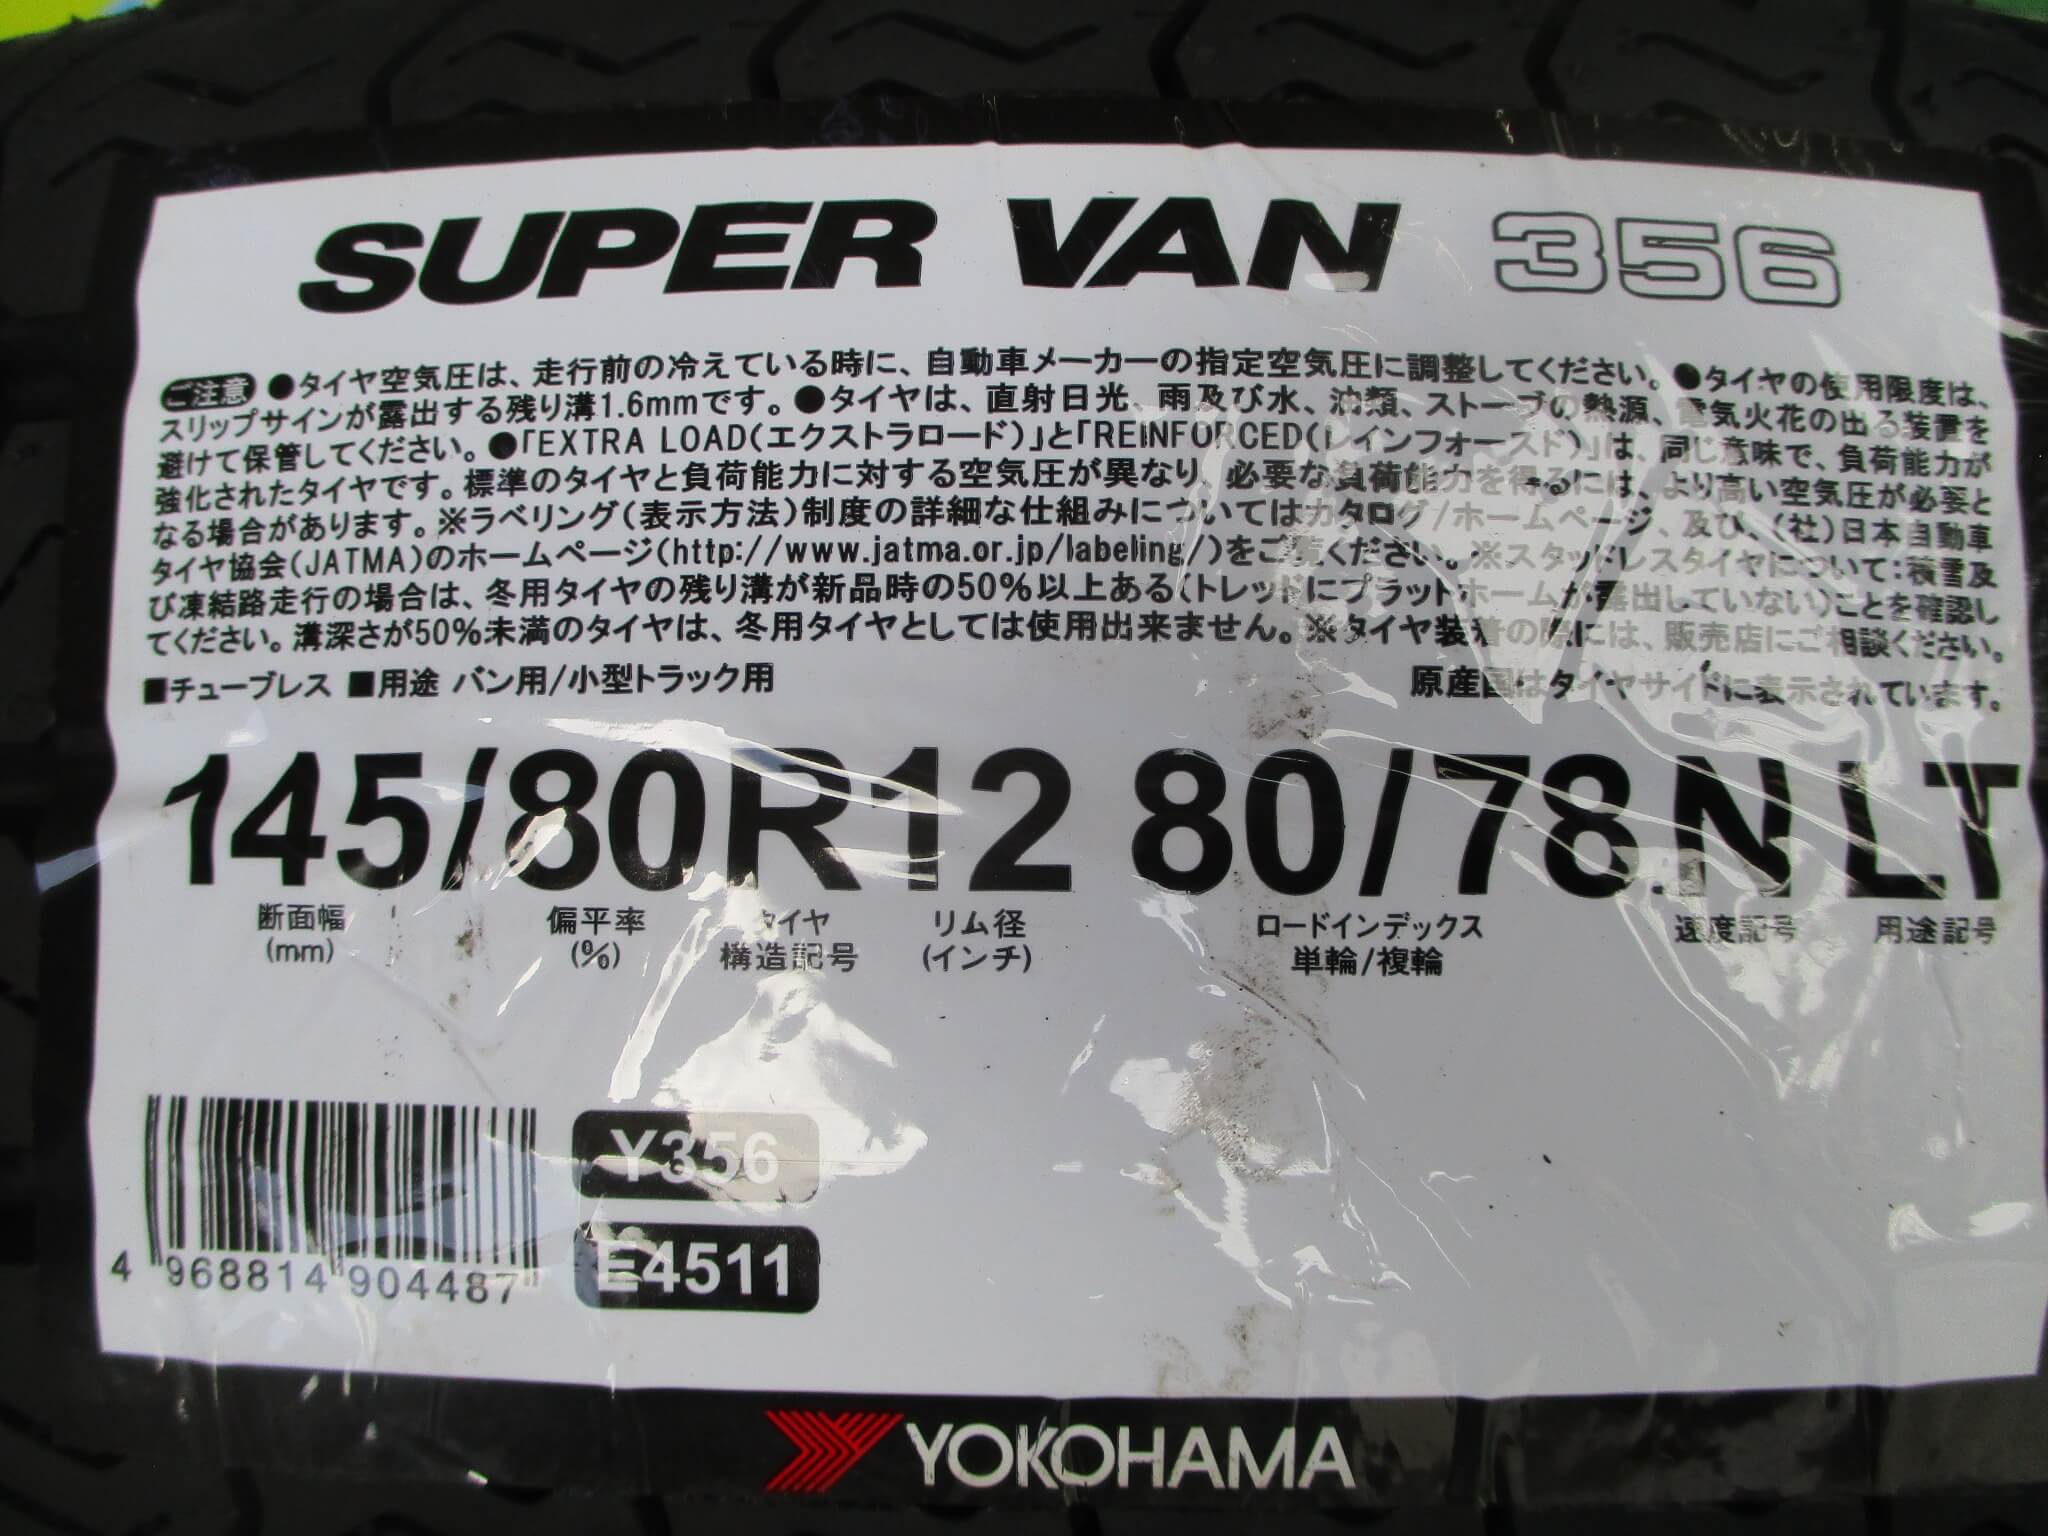 SUPER VAN 356
ご注意 ●タイヤ空気圧は、走行前の冷えている時に、自動車メーカーの指定空気圧に調整してください。●タイヤの使用限度は、
スリップサインが露出する残り溝1.6mmです。●タイヤは、直射日光、雨及び水、油類、ストーブの熱源、電気火花の出る装置を
避けて保管してください。●「EXTRA LOAD(エクストラロード)」と「REINFORCED(レインフォースド)」は、同じ意味で、負荷能力が
強化されたタイヤです。標準のタイヤと負荷能力に対する空気圧が異なり、必要な負荷能力を得るには、より高い空気圧が必要と
なる場合があります。※ラベリング(表示方法)制度の詳細な仕組みについてはカタログ/ホームページ、及び、(社)日本自動車
タイヤ協会(JATMA)のホームページ(http://www.jatma.or.jp/labeling/)をご覧ください。※スタッドレスタイヤについて:積雪及
び凍結路走行の場合は、冬用タイヤの残り溝が新品時の50%以上ある(トレッドにプラットホームが露出していない)ことを確認し
てください。溝深さが50%未満のタイヤは、冬用タイヤとしては使用出来ません。※タイヤ装着の際には、販売店にご相談ください。
■チューブレス ■用途 バン用/小型トラック用 原産国はタイヤサイドに表示されています。
145/80R12 80/78N LT
断面幅 偏平率 タイヤ リム径 ロードインデックス 速度記号 用途記号
(mm) (%) 構造記号 (インチ) 単輪/複輪
Y356
E4511
4 968814 904487
YOKOHAMA